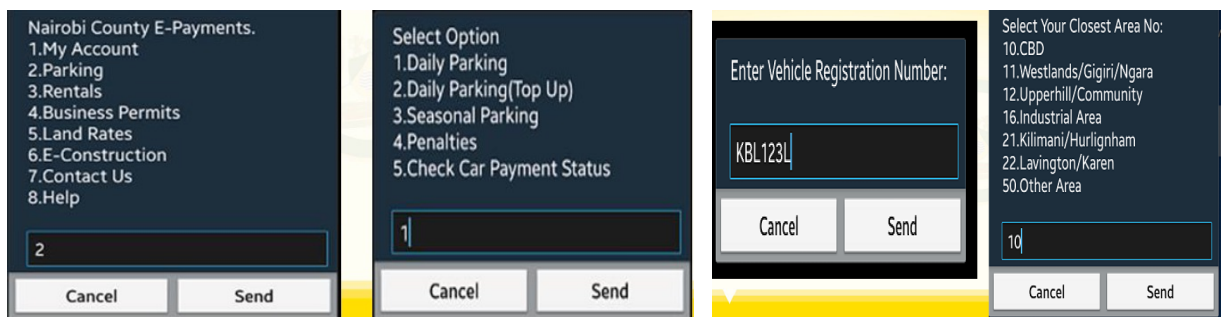 Nairobi County E-Payments.
1.My Account
2.Parking
3.Rentals
4.Business Permits
5.Land Rates
6.E-Construction
7.Contact Us
8.Help
2
Cancel Send
Select Option
1.Daily Parking
2.Daily Parking(Top Up)
3.Seasonal Parking
4.Penalties
5.Check Car Payment Status
1
Cancel Send
Enter Vehicle Registration Number:
KBL123L
Cancel Send
Select Your Closest Area No:
10.CBD
11.Westlands/Gigiri/Ngara
12.Upperhill/Community
16.Industrial Area
21.Kilimani/Hurlignham
22.Lavington/Karen
50.Other Area
10
Cancel Send